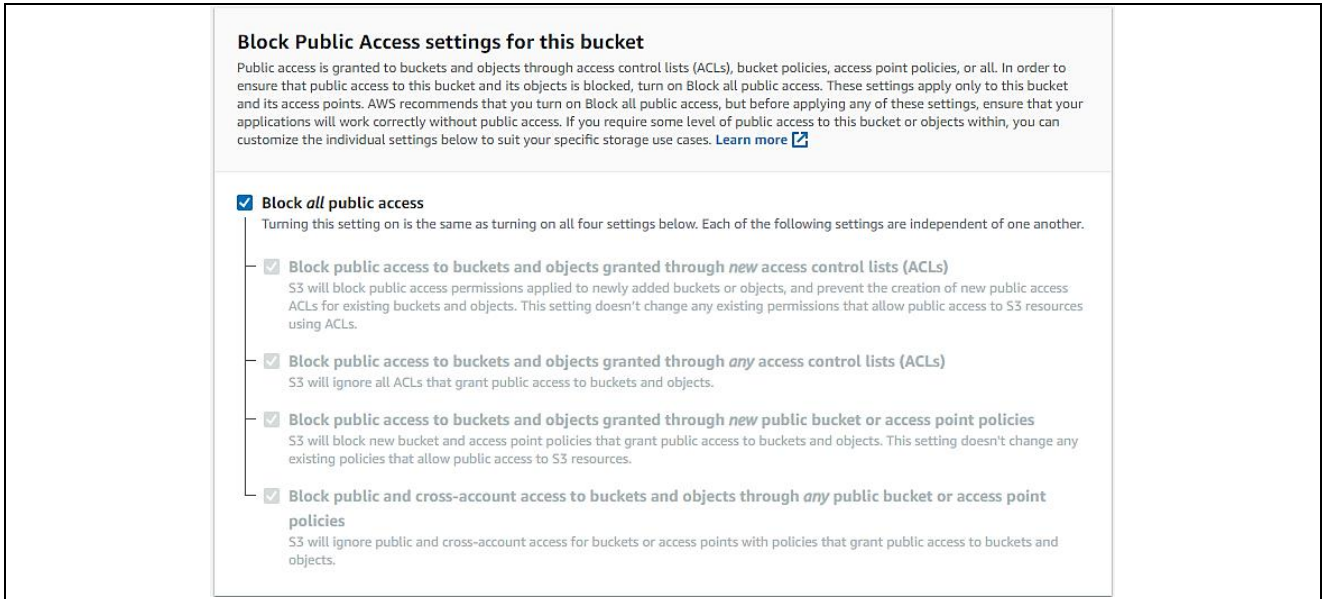 Block Public Access settings for this bucket
Public access is granted to buckets and objects through access control lists (ACLs), bucket policies, access point policies, or all. In order to
ensure that public access to this bucket and its objects is blocked, turn on Block all public access. These settings apply only to this bucket
and its access points. AWS recommends that you turn on Block all public access, but before applying any of these settings, ensure that your
applications will work correctly without public access. If you require some level of public access to this bucket or objects within, you can
customize the individual settings below to suit your specific storage use cases. Learn more
Block all public access
Turning this setting on is the same as turning on all four settings below. Each of the following settings are independent of one another.
Block public access to buckets and objects granted through new access control lists (ACLs)
S3 will block public access permissions applied to newly added buckets or objects, and prevent the creation of new public access
ACLs for existing buckets and objects. This setting doesn't change any existing permissions that allow public access to S3 resources
using ACLs.
Block public access to buckets and objects granted through any access control lists (ACLs)
S3 will ignore all ACLs that grant public access to buckets and objects.
Block public access to buckets and objects granted through new public bucket or access point policies
S3 will block new bucket and access point policies that grant public access to buckets and objects. This setting doesn't change any
existing policies that allow public access to S3 resources.
Block public and cross-account access to buckets and objects through any public bucket or access point
policies
S3 will ignore public and cross-account access for buckets or access points with policies that grant public access to buckets and
objects.